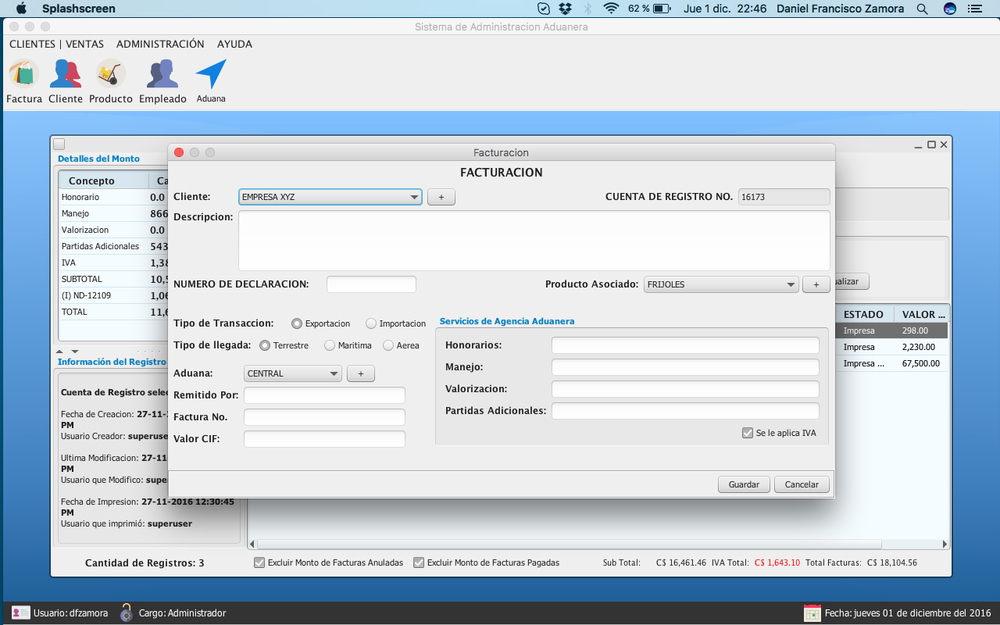 Splashscreen 62 % Jue 1 dic. 22:46 Daniel Francisco Zamora
Sistema de Administracion Aduanera
CLIENTES | VENTAS ADMINISTRACIÓN AYUDA
Factura Cliente Producto Empleado Aduana
Facturacion
FACTURACION
Cliente: EMPRESA XYZ + CUENTA DE REGISTRO NO. 16173
Descripcion:
NUMERO DE DECLARACION: Producto Asociado: FRIJOLES +
Tipo de Transaccion: Exportacion Importacion
Tipo de llegada: Terrestre Maritima Aerea
Aduana: CENTRAL +
Remitido Por:
Factura No.
Valor CIF:
Servicios de Agencia Aduanera
Honorarios:
Manejo:
Valorizacion:
Partidas Adicionales:
Se le aplica IVA
Guardar Cancelar
Detalles del Monto
Concepto Ca
Honorario 0.0
Manejo 866
Valorizacion 0.0
Partidas Adicionales 543
IVA 1,38
SUBTOTAL 10,5
(I) ND-12109 1,06
TOTAL 11,6
Información del Registro
Cuenta de Registro selec
Fecha de Creacion: 27-11-
PM
Usuario Creador: superuse
Ultima Modificacion: 27-11
PM
Usuario que Modifico: supe
Fecha de Impresion: 27-11-2016 12:30:45
PM
Usuario que imprimió: superuser
ualizar
ESTADO VALOR ...
Impresa 298.00
Impresa 2,230.00
Impresa ... 67,500.00
Cantidad de Registros: 3 Excluir Monto de Facturas Anuladas Excluir Monto de Facturas Pagadas Sub Total: C$ 16,461.46 IVA Total: C$ 1,643.10 Total Facturas: C$ 18,104.56
Usuario: dfzamora Cargo: Administrador Fecha: jueves 01 de diciembre del 2016